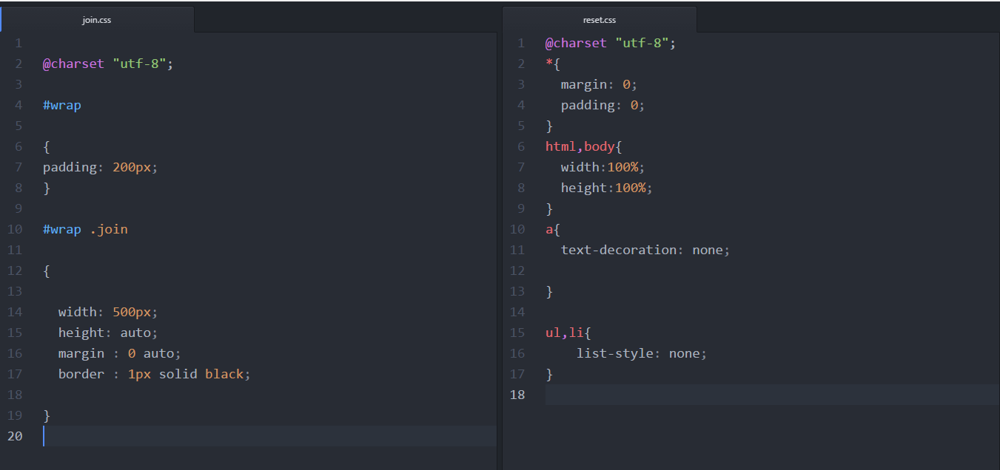 join.css
1
2 @charset "utf-8";
3
4 #wrap
5
6 {
7 padding: 200px;
8 }
9
10 #wrap .join
11
12 {
13
14   width: 500px;
15   height: auto;
16   margin : 0 auto;
17   border : 1px solid black;
18
19 }
20
reset.css
1 @charset "utf-8";
2 *{
3   margin: 0;
4   padding: 0;
5 }
6 html,body{
7   width:100%;
8   height:100%;
9 }
10 a{
11   text-decoration: none;
12
13 }
14
15 ul,li{
16     list-style: none;
17 }
18